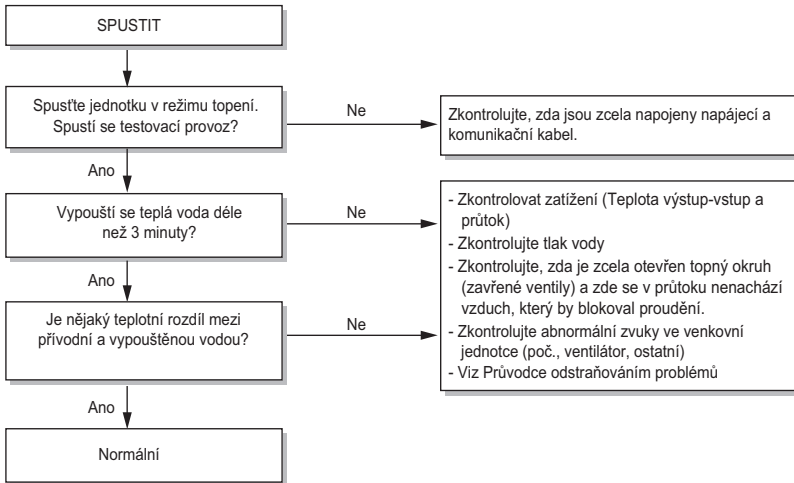 SPUSTIT
Spusťte jednotku v režimu topení.
Spustí se testovací provoz?
Ne
Zkontrolujte, zda jsou zcela napojeny napájecí a
komunikační kabel.
Ano
Vypouští se teplá voda déle
než 3 minuty?
Ne
- Zkontrolovat zatížení (Teplota výstup-vstup a
průtok)
- Zkontrolujte tlak vody
- Zkontrolujte, zda je zcela otevřen topný okruh
(zavřené ventily) a zde se v průtoku nenachází
vzduch, který by blokoval proudění.
- Zkontrolujte abnormální zvuky ve venkovní
jednotce (poč., ventilátor, ostatní)
- Viz Průvodce odstraňováním problémů
Ano
Je nějaký teplotní rozdíl mezi
přívodní a vypouštěnou vodou?
Ne
Ano
Normální